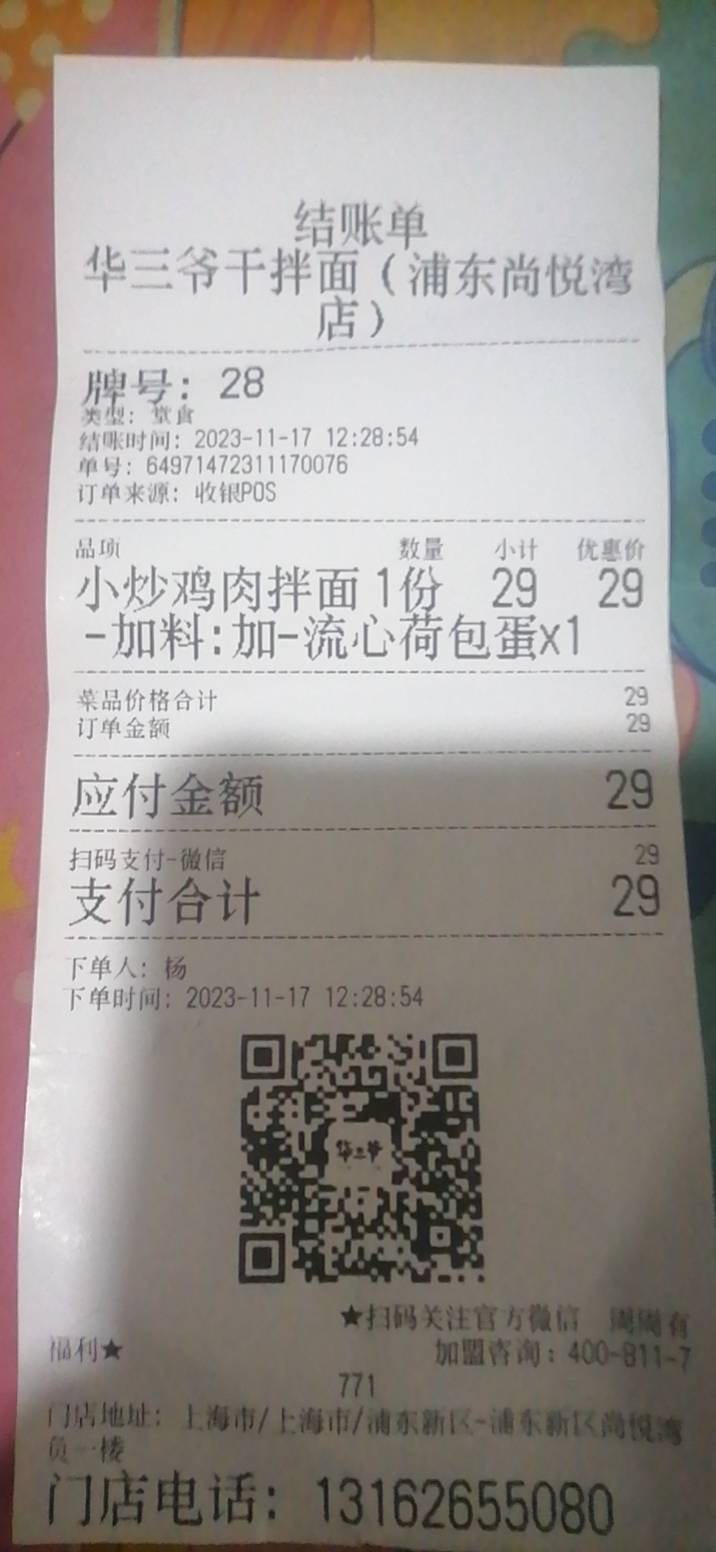 结账单
华三爷干拌面(浦东尚悦湾
店)
牌号: 28
类型: 堂食
结账时间: 2023-11-17 12:28:54
单号: 64971472311170076
订单来源: 收银POS
品项 数量 小计 优惠价
小炒鸡肉拌面 1份 29 29
-加料:加-流心荷包蛋x1
菜品价格合计 29
订单金额 29
应付金额 29
扫码支付-微信 29
支付合计 29
下单人: 杨
下单时间: 2023-11-17 12:28:54
华三爷
★扫码关注官方微信 周周有
福利★ 加盟咨询: 400-811-7
771
门店地址: 上海市/上海市/浦东新区-浦东新区尚悦湾
负一楼
门店电话: 13162655080